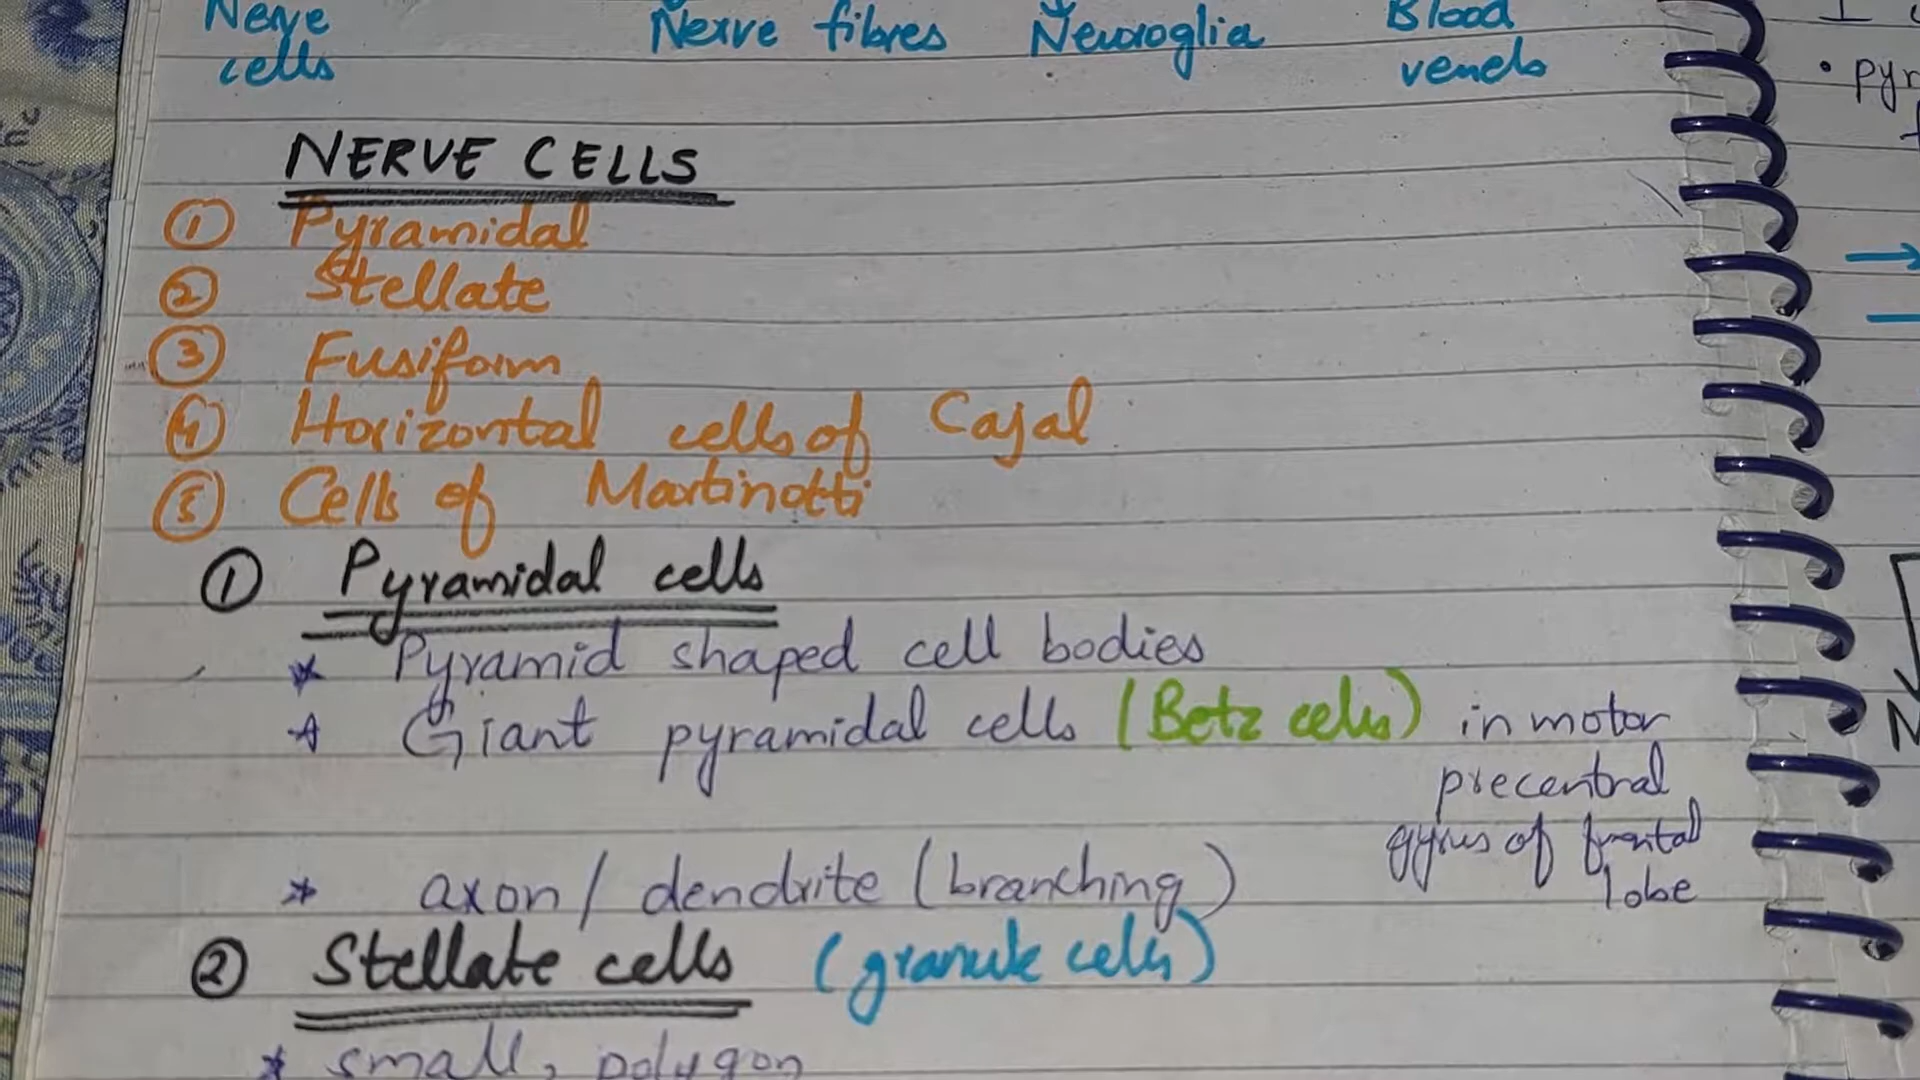 Nerve cells Nerve fibres Neuroglia Blood vessels
NERVE CELLS
① Pyramidal
② Stellate
③ Fusiform
④ Horizontal cells of Cajal
⑤ Cells of Martinotti
① Pyramidal cells
* Pyramid shaped cell bodies
* Giant pyramidal cells (Betz cells) in motor
precentral
gyrus of frontal
lobe
* axon / dendrite (branching)
② Stellate cells (granule cells)
* small, polygon
• pyr
N